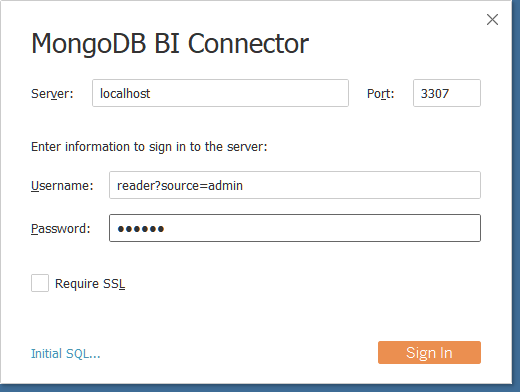 MongoDB BI Connector
Server: localhost Port: 3307
Enter information to sign in to the server:
Username: reader?source=admin
Password: ●●●●●●
Require SSL
Initial SQL... Sign In